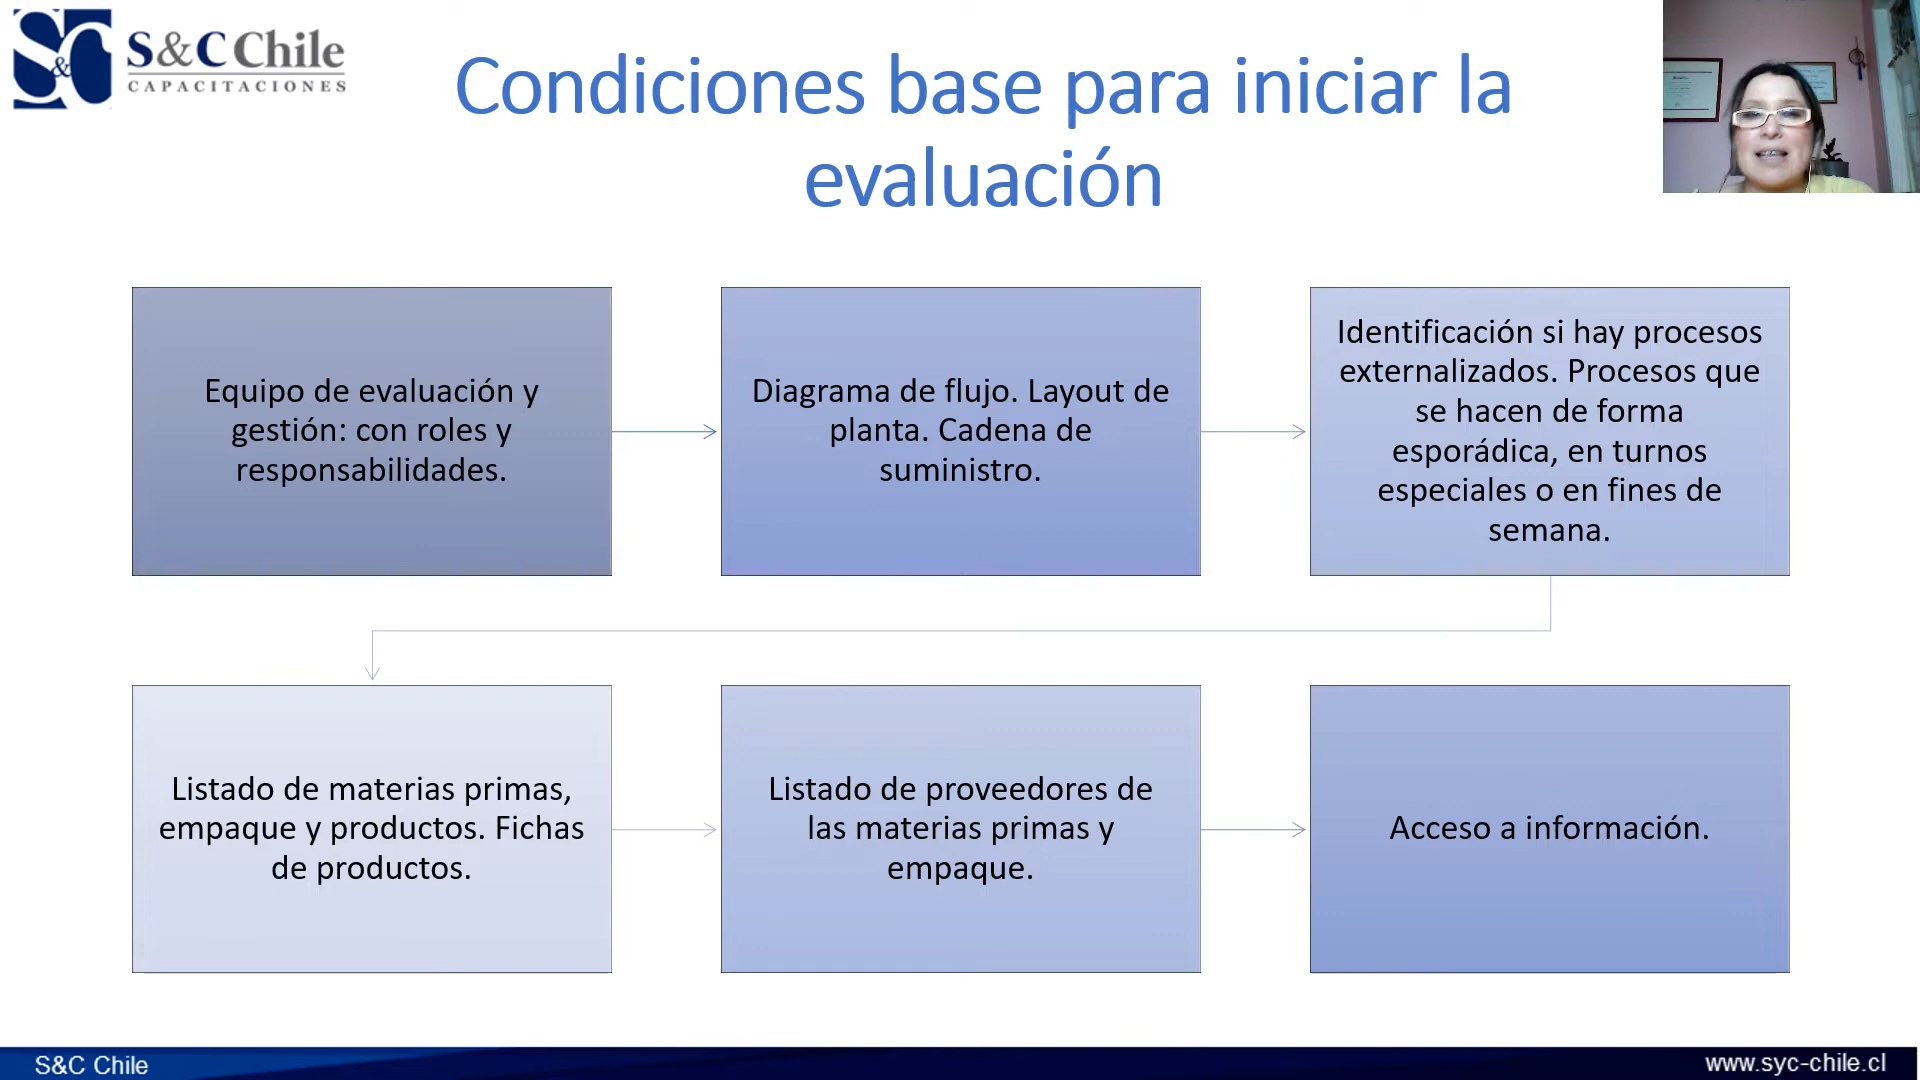 S&C Chile
CAPACITACIONES
Condiciones base para iniciar la
evaluación
Equipo de evaluación y
gestión: con roles y
responsabilidades.
Diagrama de flujo. Layout de
planta. Cadena de
suministro.
Identificación si hay procesos
externalizados. Procesos que
se hacen de forma
esporádica, en turnos
especiales o en fines de
semana.
Listado de materias primas,
empaque y productos. Fichas
de productos.
Listado de proveedores de
las materias primas y
empaque.
Acceso a información.
S&C Chile
www.syc-chile.cl